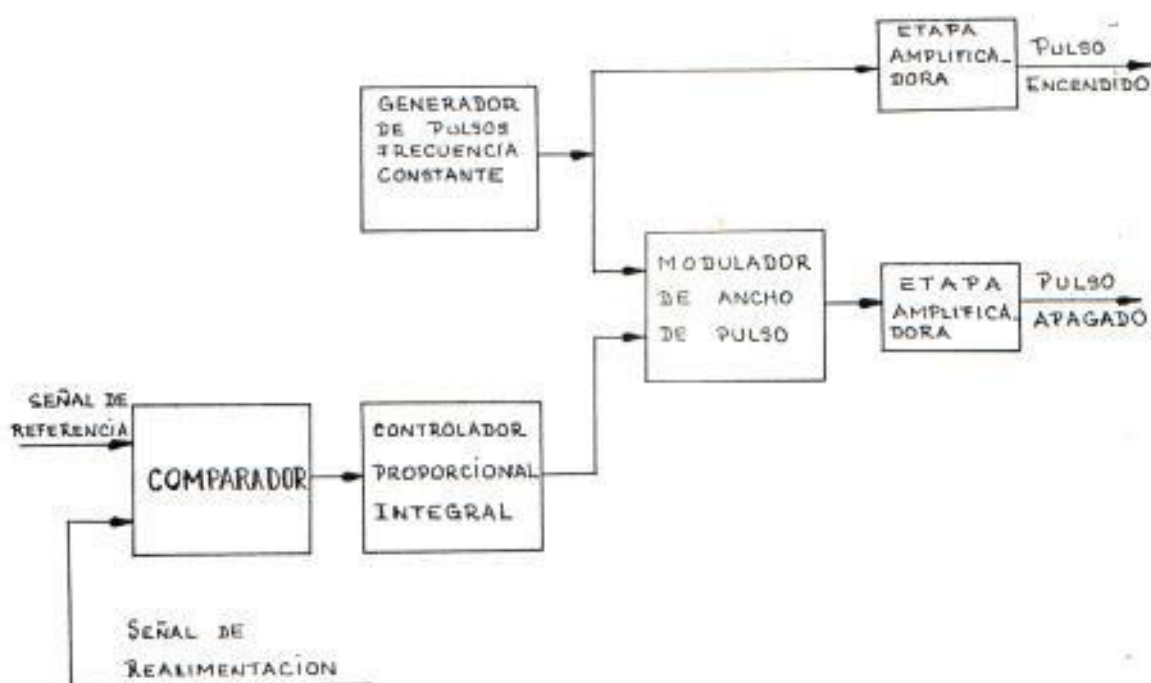 ETAPA
AMPLIFICA_
DORA
PULSO
ENCENDIDO
GENERADOR
DE PULSOS
FRECUENCIA
CONSTANTE
MODULADOR
DE ANCHO
DE PULSO
ETAPA
AMPLIFICA_
DORA
PULSO
APAGADO
SEÑAL DE
REFERENCIA
COMPARADOR
CONTROLADOR
PROPORCIONAL
INTEGRAL
SEÑAL DE
REALIMENTACION